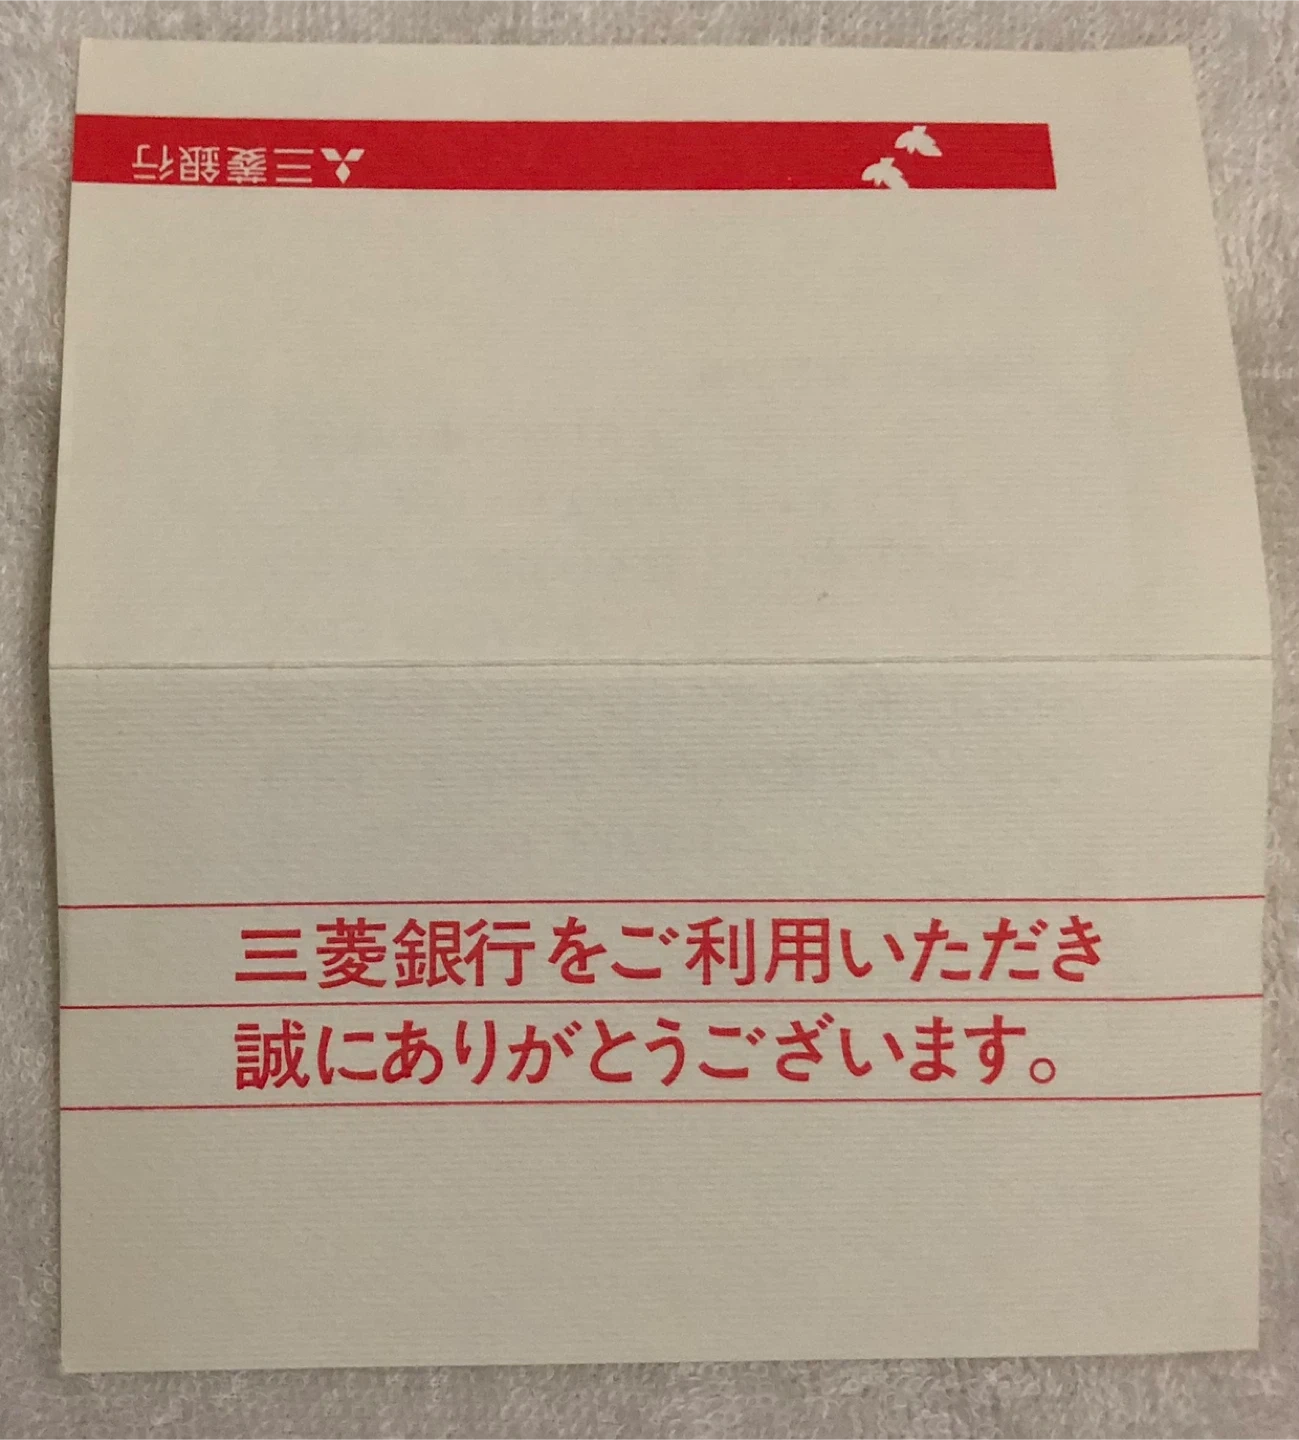 三菱銀行
三菱銀行をご利用いただき
誠にありがとうございます。